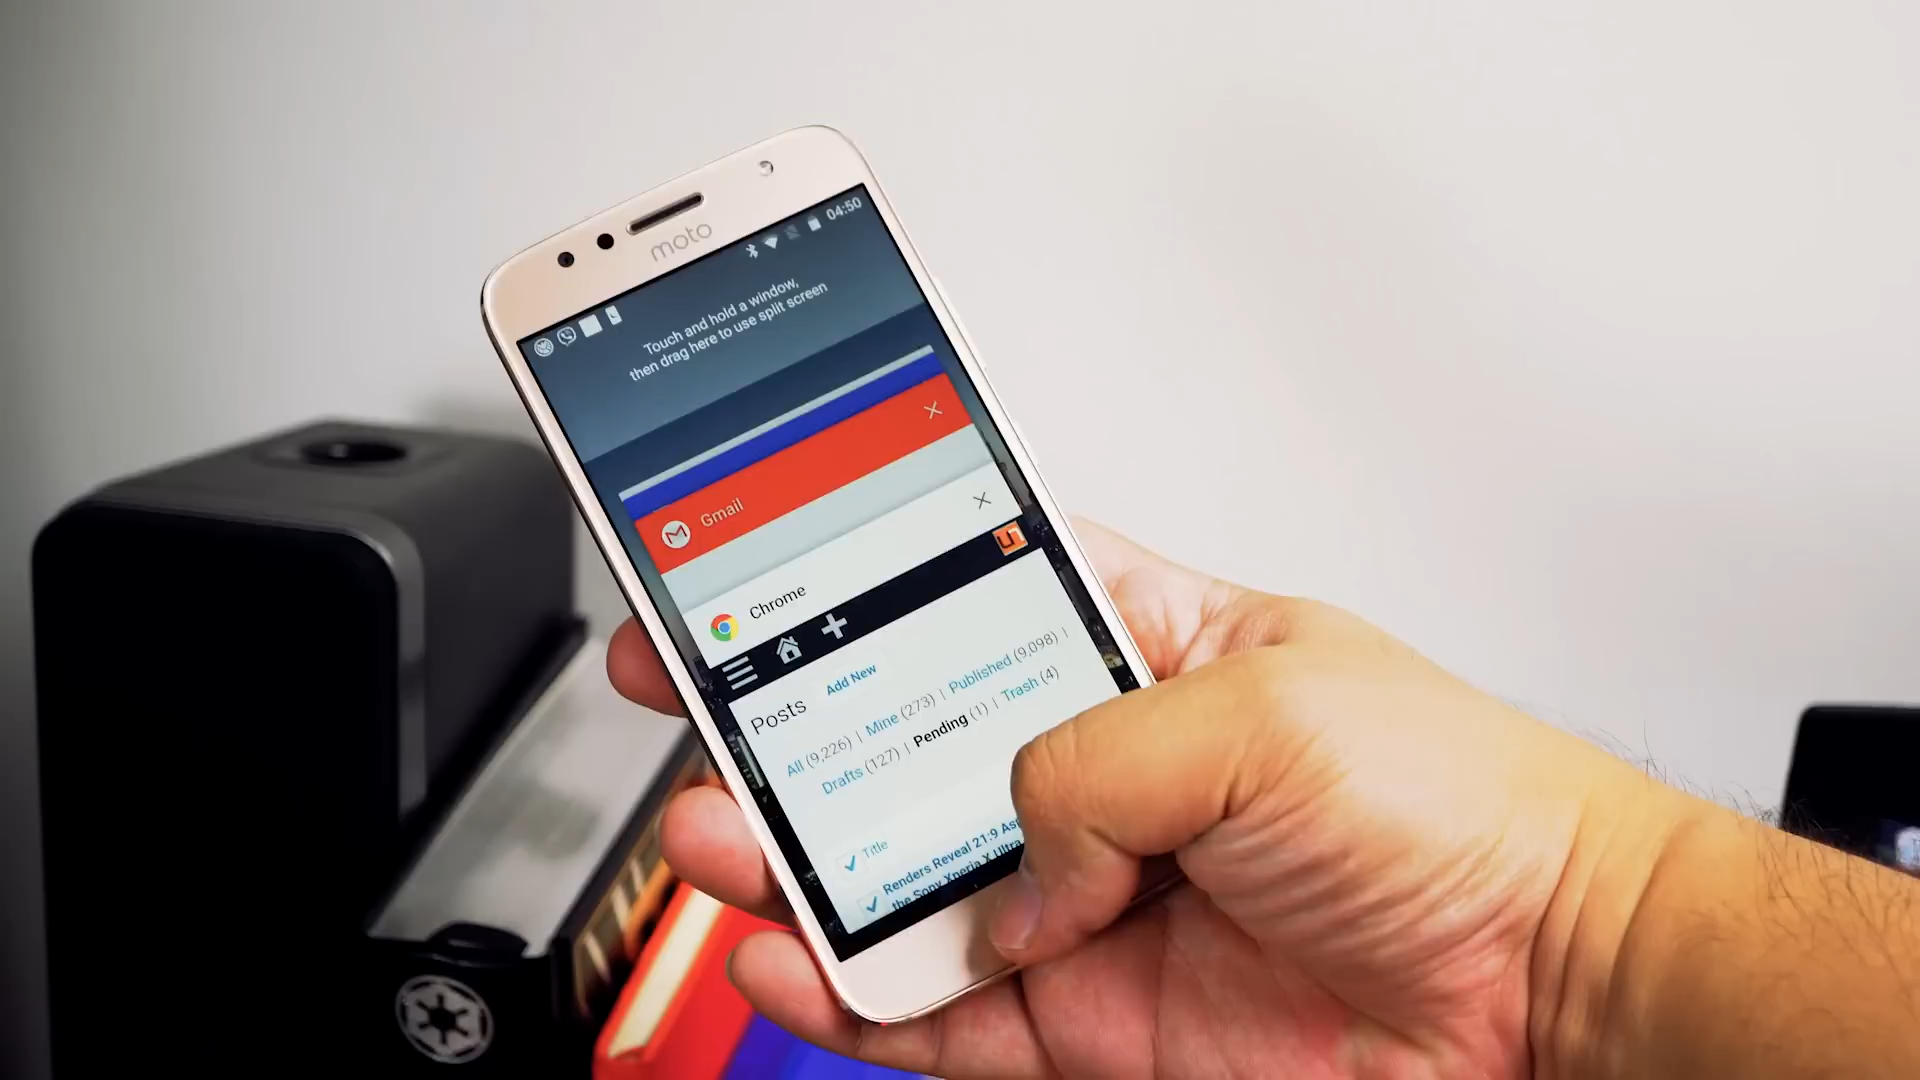 moto
04:50
Touch and hold a window,
then drag here to use split screen
Gmail
Chrome
Posts Add New
All (9,226) | Mine (273) | Published (9,098) |
Drafts (127) | Pending (1) | Trash (4)
Title
Renders Reveal 21:9
the Sony Xperia X Ultra